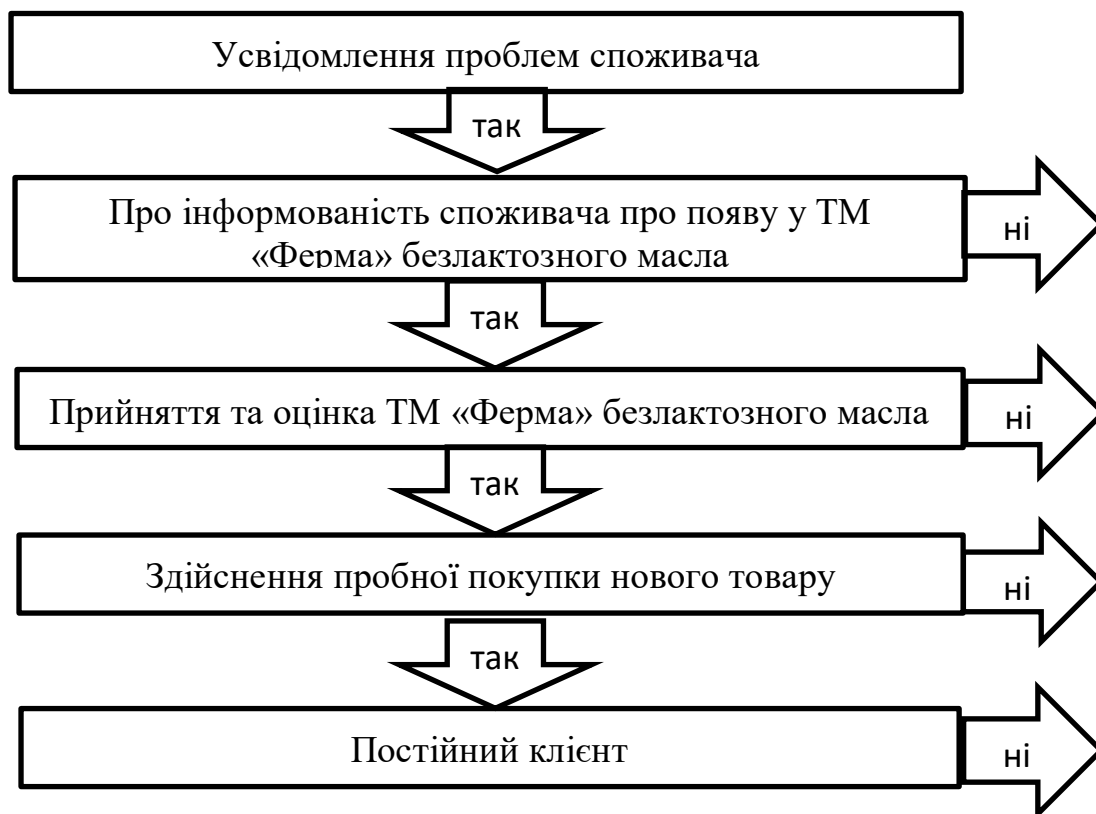 Усвідомлення проблем споживача
так
Про інформованість споживача про появу у ТМ
«Ферма» безлактозного масла
ні
так
Прийняття та оцінка ТМ «Ферма» безлактозного масла
ні
так
Здійснення пробної покупки нового товару
ні
так
Постійний клієнт
ні